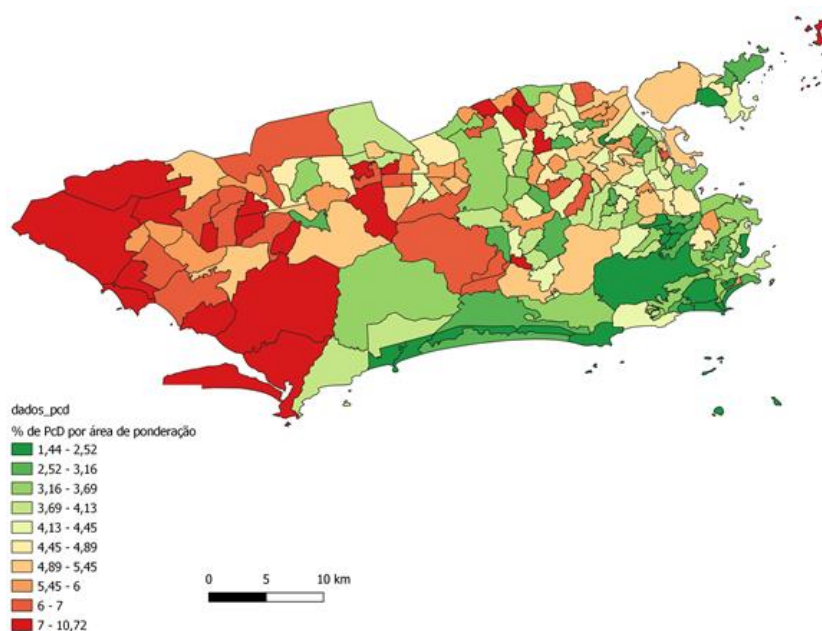 dados_pcd
% de PcD por área de ponderação
1,44 - 2,52
2,52 - 3,16
3,16 - 3,69
3,69 - 4,13
4,13 - 4,45
4,45 - 4,89
4,89 - 5,45
5,45 - 6
6 - 7
7 - 10,72
0 5 10 km